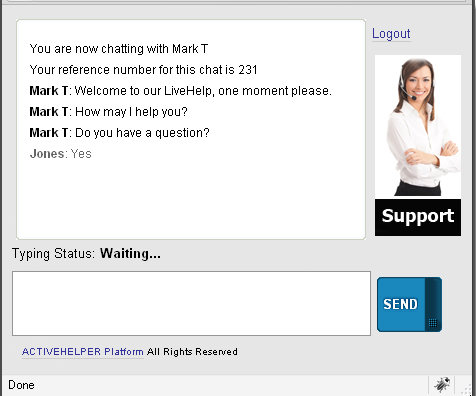 You are now chatting with Mark T
Logout
Your reference number for this chat is 231
Mark T: Welcome to our LiveHelp, one moment please.
Mark T: How may I help you?
Mark T: Do you have a question?
Jones: Yes
Support
Typing Status: Waiting...
SEND
ACTIVEHELPER Platform All Rights Reserved
Done